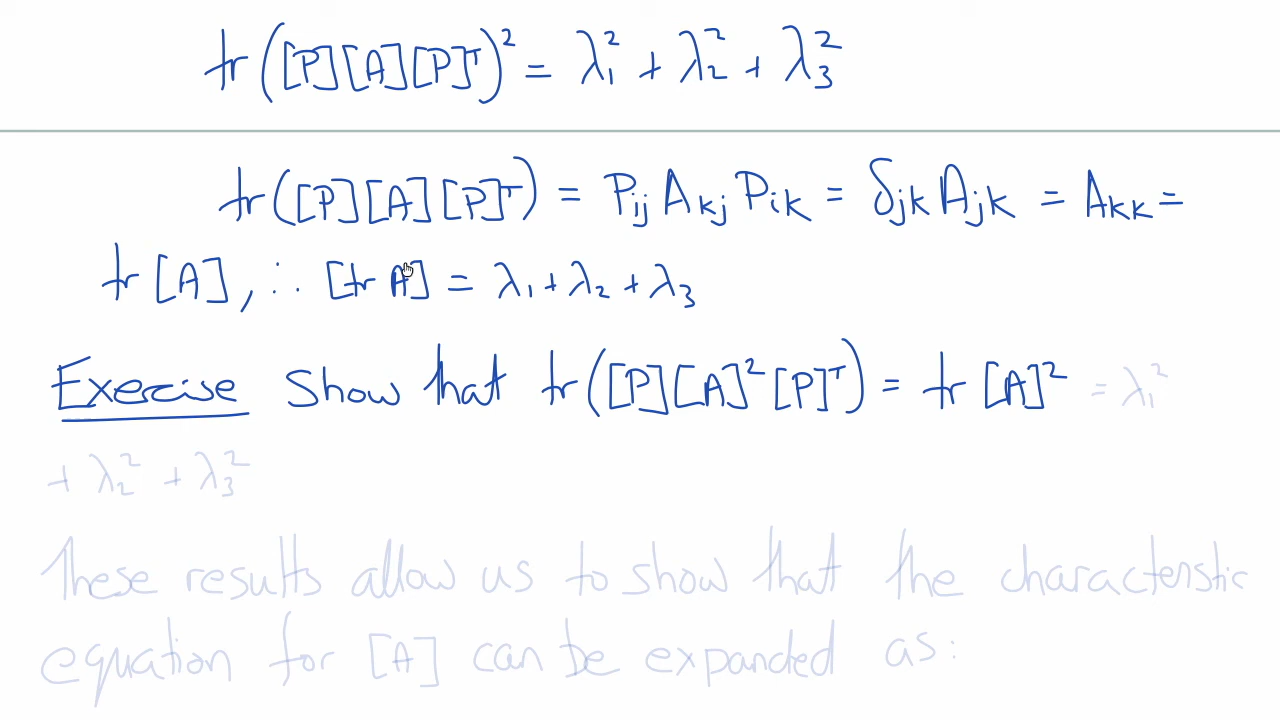 tr([P][A][P]ᵀ)² = λ₁² + λ₂² + λ₃²
tr([P][A][P]ᵀ) = Pᵢⱼ Aₖⱼ Pᵢₖ = δⱼₖ Aⱼₖ = Aₖₖ =
tr [A], ∴ [tr A] = λ₁ + λ₂ + λ₃
Exercise Show that tr([P][A]²[P]ᵀ) = tr [A]² = λ₁²
+ λ₂² + λ₃²
These results allow us to show that the characteristic
equation for [A] can be expanded as: